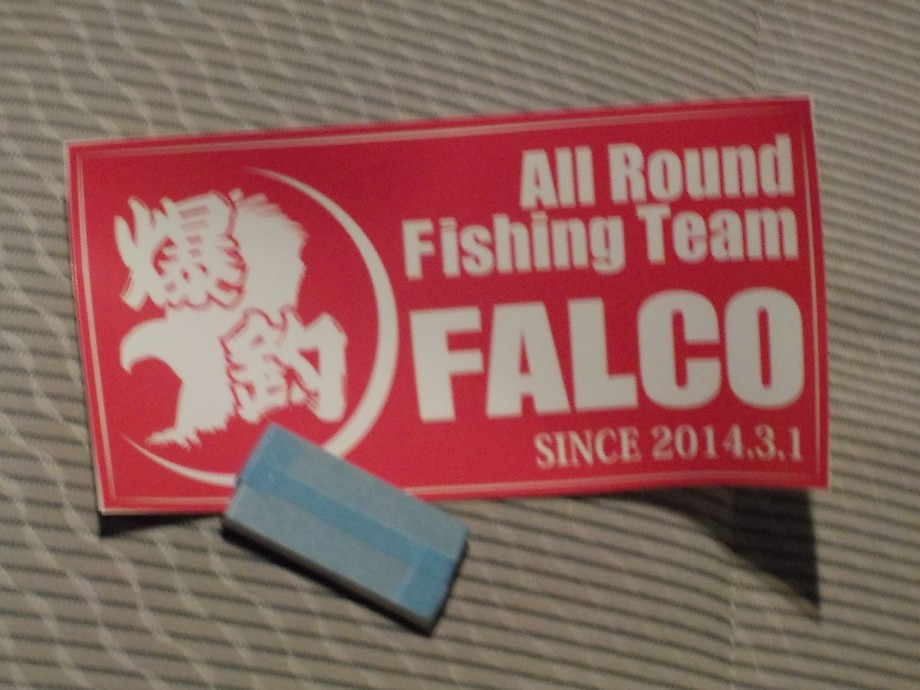 爆釣
All Round
Fishing Team
FALCO
SINCE 2014.3.1